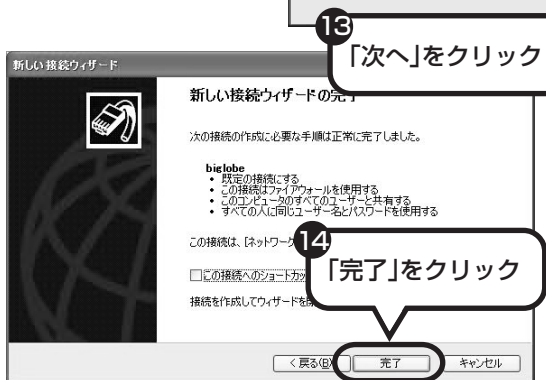 13
「次へ」をクリック
新しい接続ウィザード
新しい接続ウィザードの完了
次の接続の作成に必要な手順は正常に完了しました。
biglobe
• 既定の接続にする
• この接続はファイアウォールを使用する
• このコンピュータのすべてのユーザーと共有する
• すべての人に同じユーザー名とパスワードを使用する
この接続は、[ネットワーク
14
「完了」をクリック
この接続へのショートカッ
接続を作成してウィザードを
< 戻る(B)
完了
キャンセル